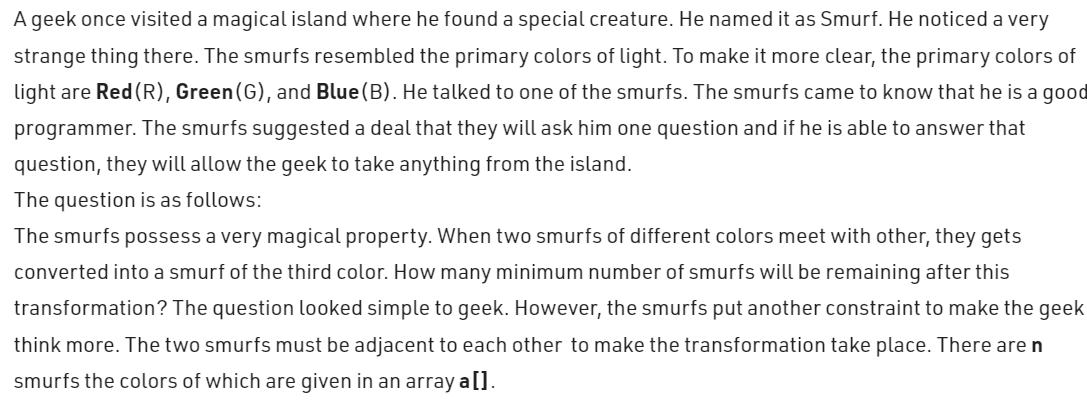 A geek once visited a magical island where he found a special creature. He named it as Smurf. He noticed a very
strange thing there. The smurfs resembled the primary colors of light. To make it more clear, the primary colors of
light are Red(R), Green(G), and Blue(B). He talked to one of the smurfs. The smurfs came to know that he is a good
programmer. The smurfs suggested a deal that they will ask him one question and if he is able to answer that
question, they will allow the geek to take anything from the island.
The question is as follows:
The smurfs possess a very magical property. When two smurfs of different colors meet with other, they gets
converted into a smurf of the third color. How many minimum number of smurfs will be remaining after this
transformation? The question looked simple to geek. However, the smurfs put another constraint to make the geek
think more. The two smurfs must be adjacent to each other to make the transformation take place. There are n
smurfs the colors of which are given in an array a[].